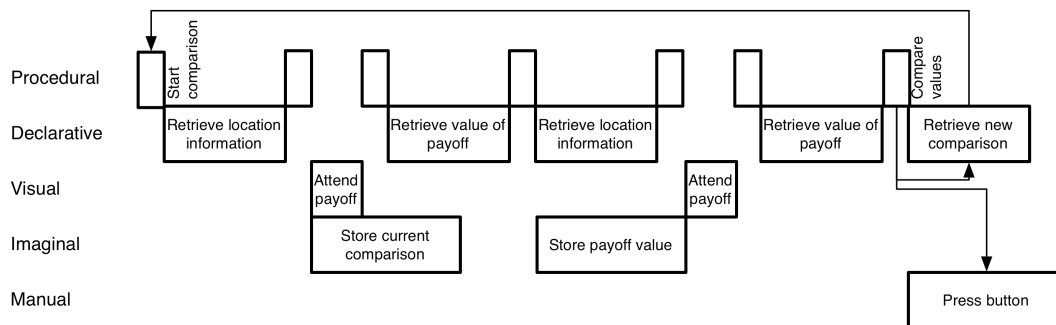 Start
comparison
Compare
values
Procedural
Declarative
Retrieve location
information
Retrieve value of
payoff
Retrieve location
information
Retrieve value of
payoff
Retrieve new
comparison
Visual
Attend
payoff
Attend
payoff
Imaginal
Store current
comparison
Store payoff value
Manual
Press button